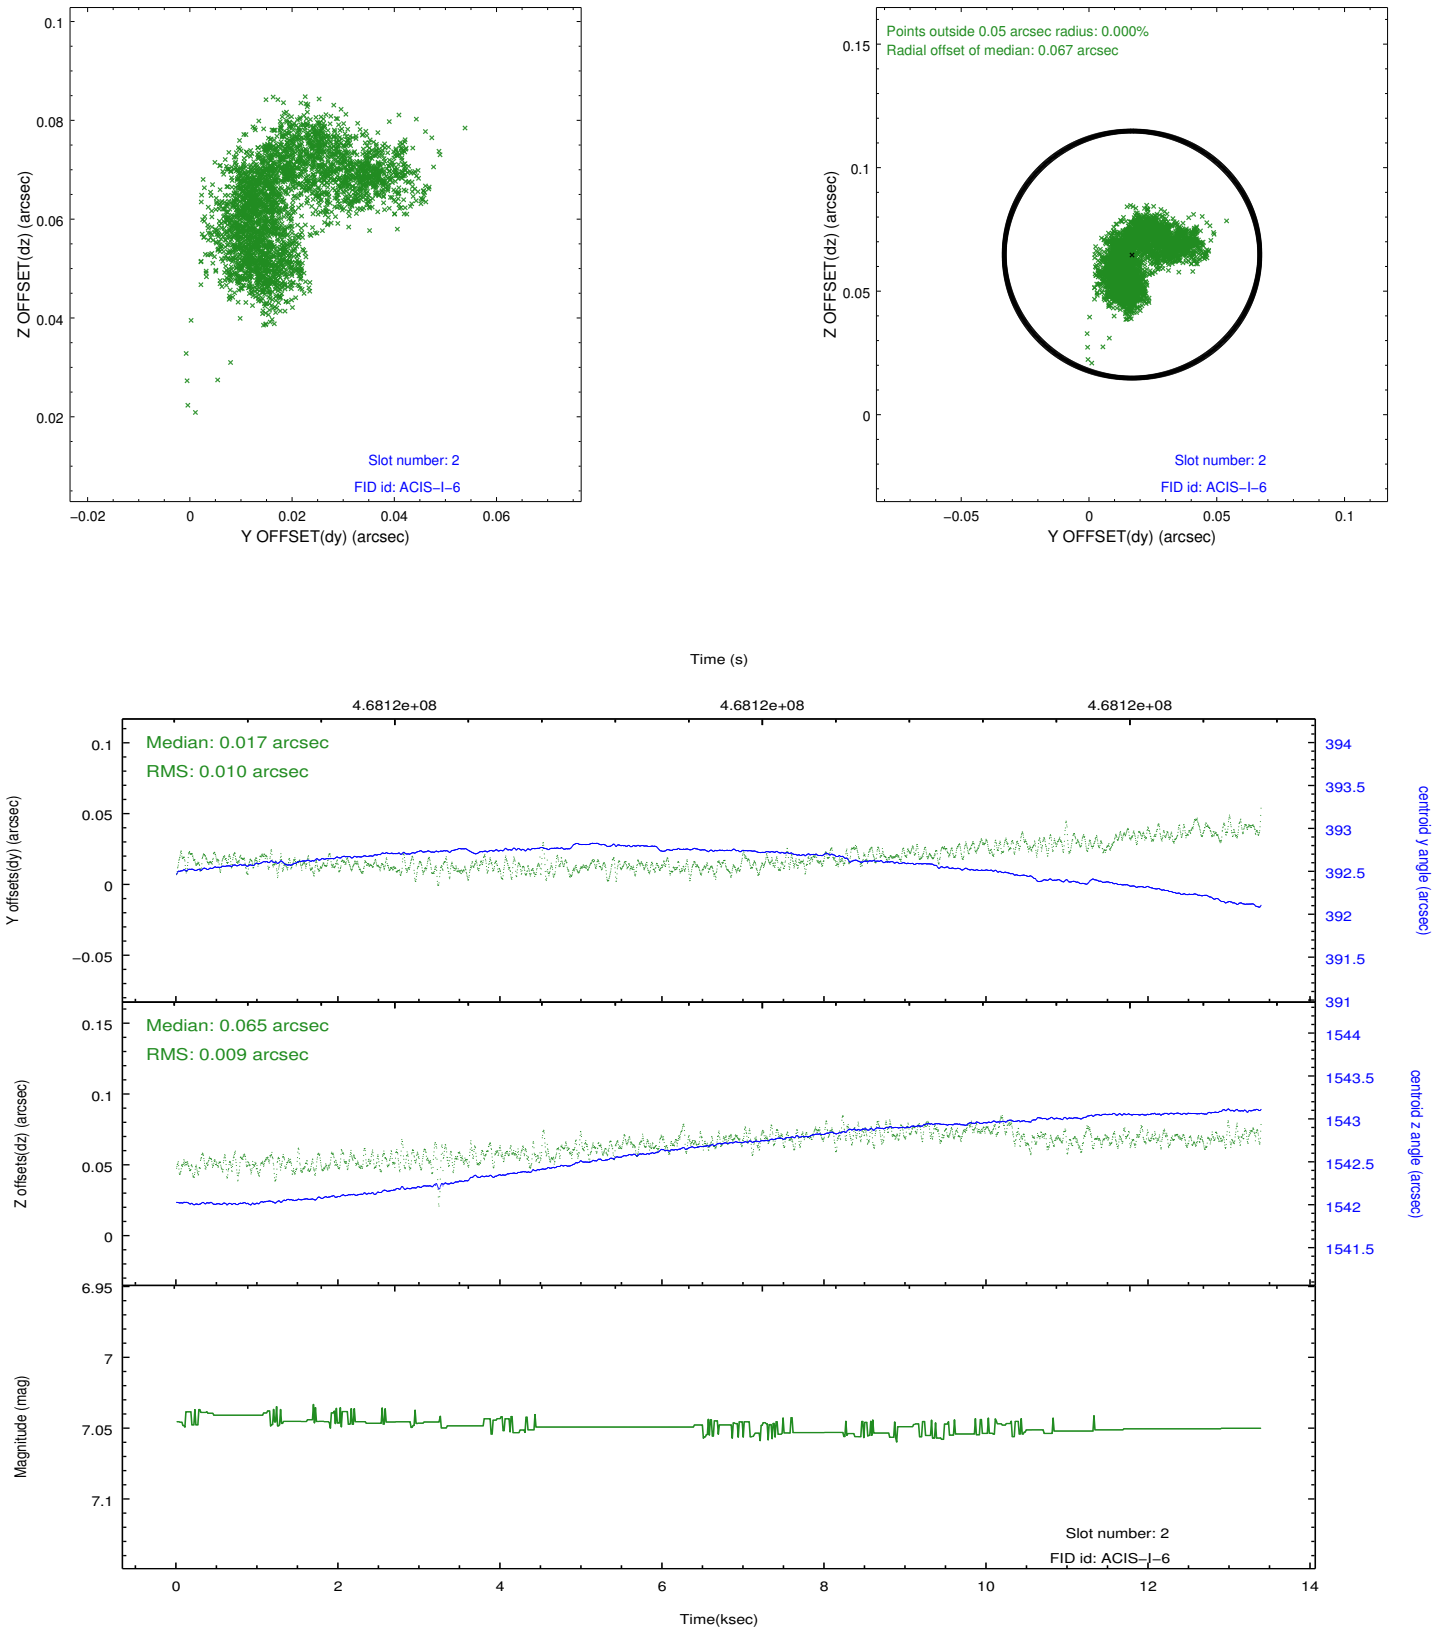 0.1
0.08
0.06
0.04
0.02
Z OFFSET(dz) (arcsec)
Slot number: 2
FID id: ACIS−I−6
−0.02 0 0.02 0.04 0.06
Y OFFSET(dy) (arcsec)
Points outside 0.05 arcsec radius: 0.000%
Radial offset of median: 0.067 arcsec
0.15
0.1
0.05
0
Z OFFSET(dz) (arcsec)
Slot number: 2
FID id: ACIS−I−6
−0.05 0 0.05 0.1
Y OFFSET(dy) (arcsec)
Time (s)
4.6812e+08 4.6812e+08 4.6812e+08
Median: 0.017 arcsec
RMS: 0.010 arcsec
0.1
0.05
0
−0.05
Y offsets(dy) (arcsec)
394
393.5
393
392.5
392
391.5
391
centroid y angle (arcsec)
Median: 0.065 arcsec
RMS: 0.009 arcsec
0.15
0.1
0.05
0
Z offsets(dz) (arcsec)
1544
1543.5
1543
1542.5
1542
1541.5
centroid z angle (arcsec)
6.95
7
7.05
7.1
Magnitude (mag)
Slot number: 2
FID id: ACIS−I−6
0 2 4 6 8 10 12 14
Time(ksec)